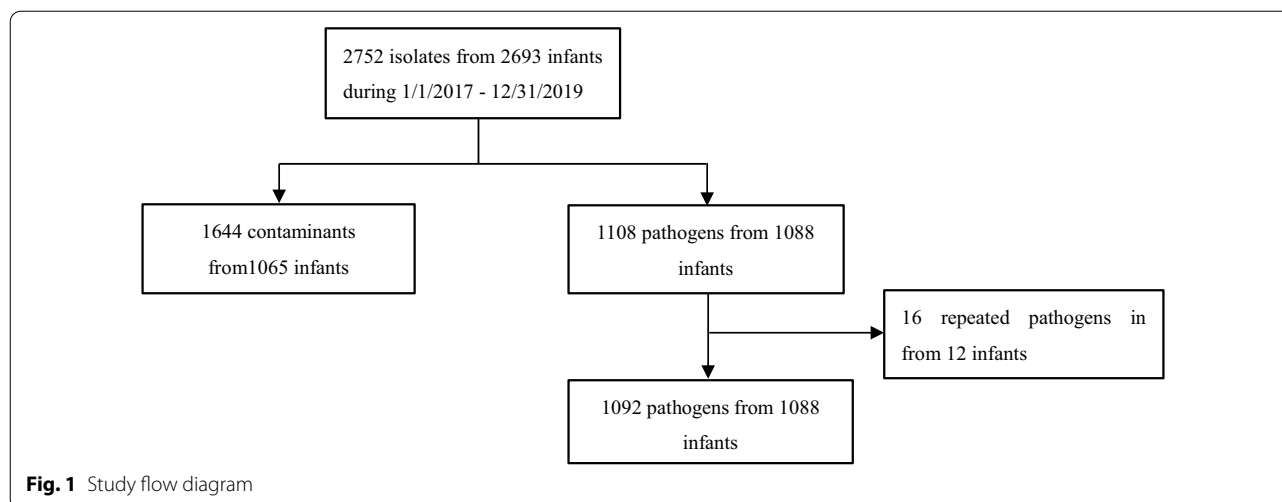 2752 isolates from 2693 infants
during 1/1/2017 - 12/31/2019
1644 contaminants
from1065 infants
1108 pathogens from 1088
infants
16 repeated pathogens in
from 12 infants
1092 pathogens from 1088
infants
Fig. 1 Study flow diagram